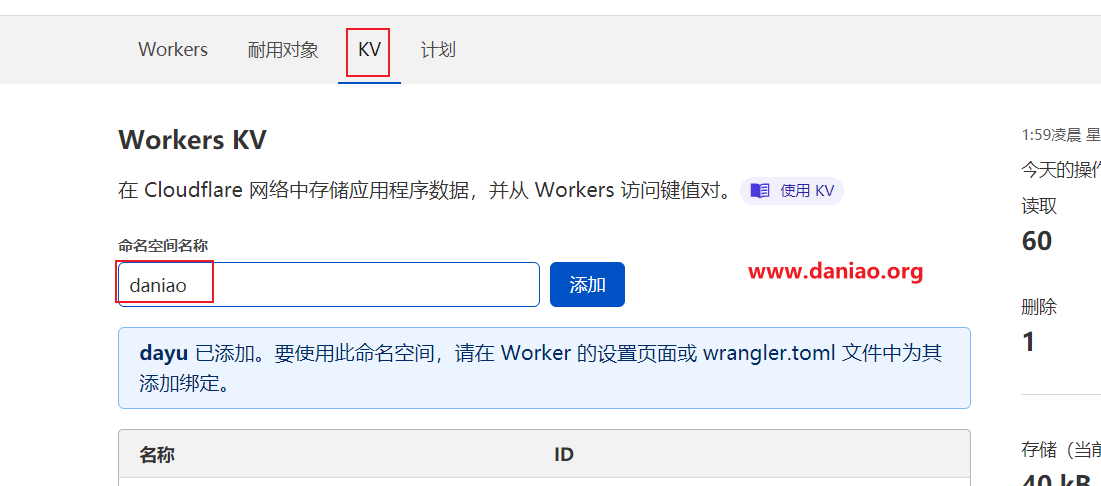 Workers 耐用对象 KV 计划
Workers KV
在 Cloudflare 网络中存储应用程序数据，并从 Workers 访问键值对。 使用 KV
命名空间名称
daniao 添加
www.daniao.org
dayu 已添加。要使用此命名空间，请在 Worker 的设置页面或 wrangler.toml 文件中为其
添加绑定。
名称 ID
1:59凌晨 星
今天的操作
读取
60
删除
1
存储（当前
40 kB